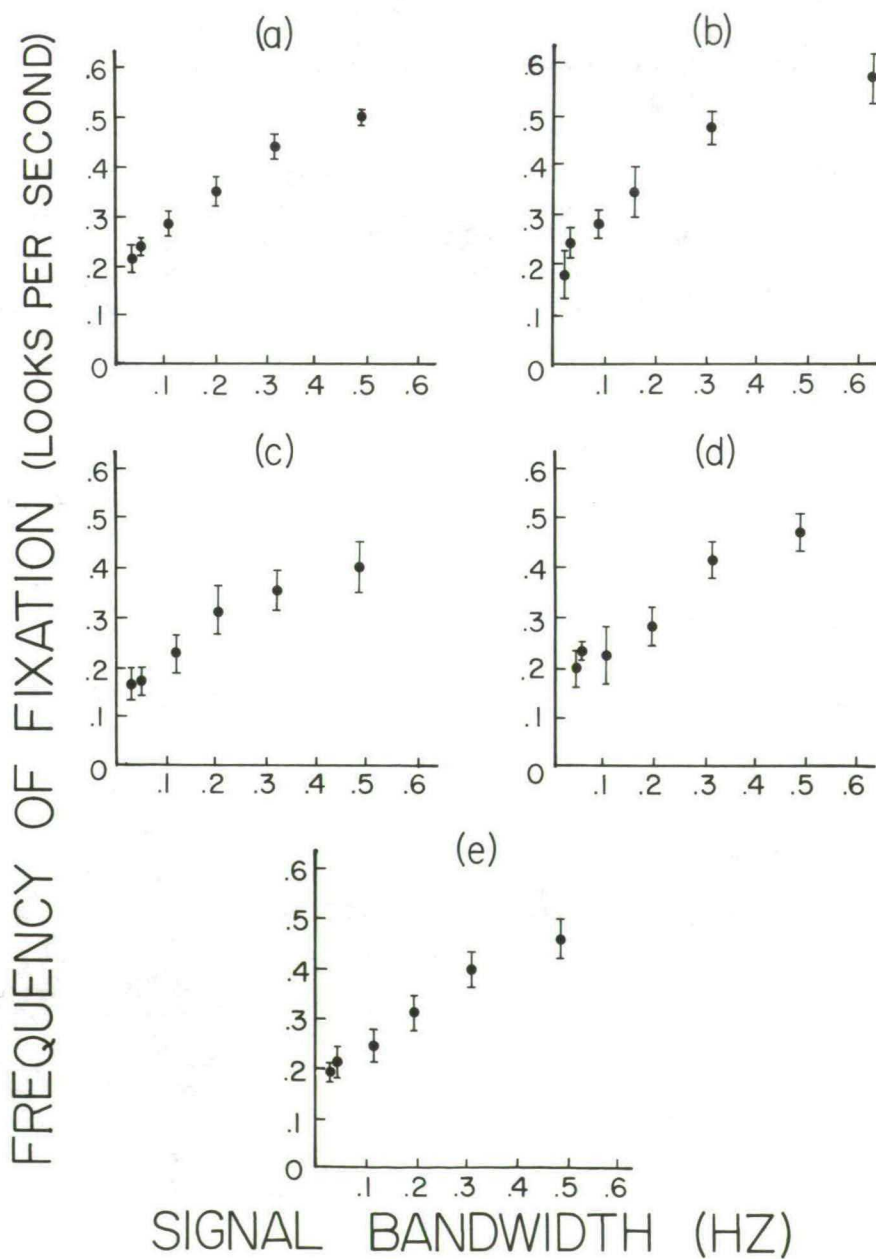 FREQUENCY OF FIXATION (LOOKS PER SECOND)
(a)
.6
.5
.4
.3
.2
.1
0
.1 .2 .3 .4 .5 .6
(b)
.6
.5
.4
.3
.2
.1
0
.1 .2 .3 .4 .5 .6
(c)
.6
.5
.4
.3
.2
.1
0
.1 .2 .3 .4 .5 .6
(d)
.6
.5
.4
.3
.2
.1
0
.1 .2 .3 .4 .5 .6
(e)
.6
.5
.4
.3
.2
.1
0
.1 .2 .3 .4 .5 .6
SIGNAL BANDWIDTH (HZ)